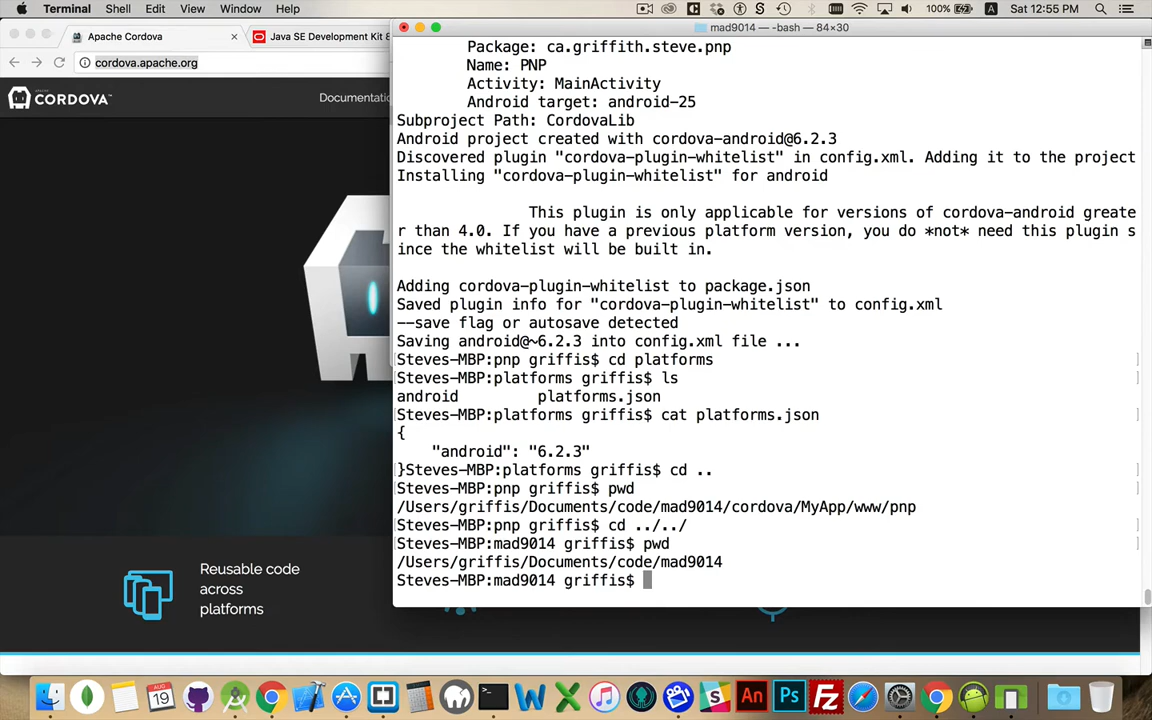 Terminal Shell Edit View Window Help 100% Sat 12:55 PM
Apache Cordova
Java SE Development Kit 8
cordova.apache.org
CORDOVA™
Documentatio
Reusable code
across
platforms
mad9014 — -bash — 84×30
Package: ca.griffith.steve.pnp
Name: PNP
Activity: MainActivity
Android target: android-25
Subproject Path: CordovaLib
Android project created with cordova-android@6.2.3
Discovered plugin "cordova-plugin-whitelist" in config.xml. Adding it to the project
Installing "cordova-plugin-whitelist" for android
This plugin is only applicable for versions of cordova-android greate
r than 4.0. If you have a previous platform version, you do *not* need this plugin s
ince the whitelist will be built in.
Adding cordova-plugin-whitelist to package.json
Saved plugin info for "cordova-plugin-whitelist" to config.xml
--save flag or autosave detected
Saving android@~6.2.3 into config.xml file ...
Steves-MBP:pnp griffis$ cd platforms
Steves-MBP:platforms griffis$ ls
android platforms.json
Steves-MBP:platforms griffis$ cat platforms.json
{
"android": "6.2.3"
}Steves-MBP:platforms griffis$ cd ..
Steves-MBP:pnp griffis$ pwd
/Users/griffis/Documents/code/mad9014/cordova/MyApp/www/pnp
Steves-MBP:pnp griffis$ cd ../../
Steves-MBP:mad9014 griffis$ pwd
/Users/griffis/Documents/code/mad9014
Steves-MBP:mad9014 griffis$
AUG
19
W
An
Ps
FZ